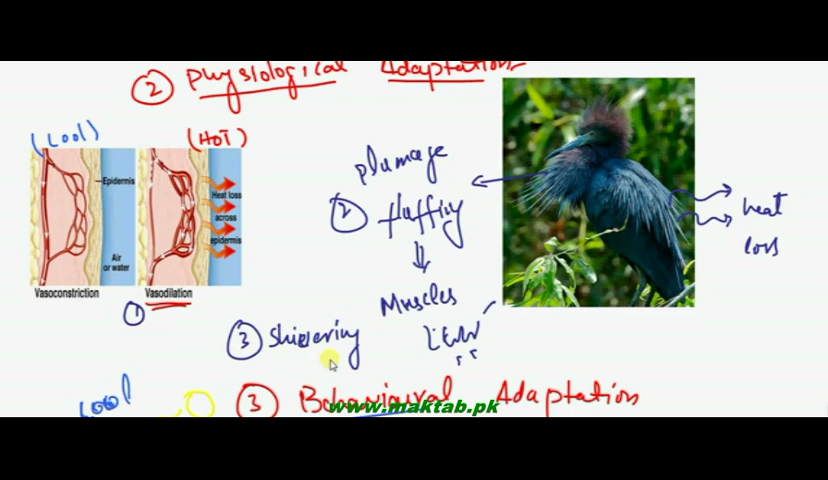 ② Physiological Adaptations
(Cool)
(HOT)
Epidermis
Heat loss
across
epidermis
Air
or water
Vasoconstriction
Vasodilation
①
plumage
② fluffing
Muscles
heat
loss
③ Shivering
cool
③ Behavioural Adaptation
www.maktab.pk